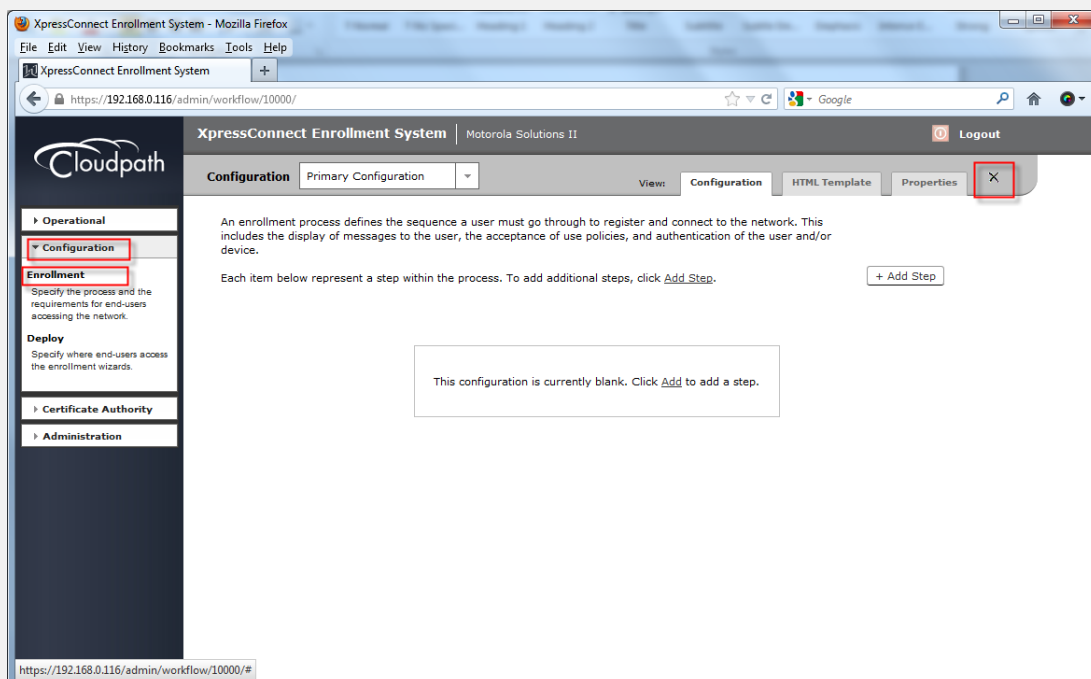 XpressConnect Enrollment System - Mozilla Firefox
File Edit View History Bookmarks Tools Help
XpressConnect Enrollment System +
https://192.168.0.116/admin/workflow/10000/
Google
Cloudpath
XpressConnect Enrollment System Motorola Solutions II
Logout
Configuration Primary Configuration
View: Configuration HTML Template Properties X
Operational
Configuration
Enrollment
Specify the process and the
requirements for end-users
accessing the network.
Deploy
Specify where end-users access
the enrollment wizards.
Certificate Authority
Administration
An enrollment process defines the sequence a user must go through to register and connect to the network. This
includes the display of messages to the user, the acceptance of use policies, and authentication of the user and/or
device.
Each item below represent a step within the process. To add additional steps, click Add Step.
+ Add Step
This configuration is currently blank. Click Add to add a step.
https://192.168.0.116/admin/workflow/10000/#